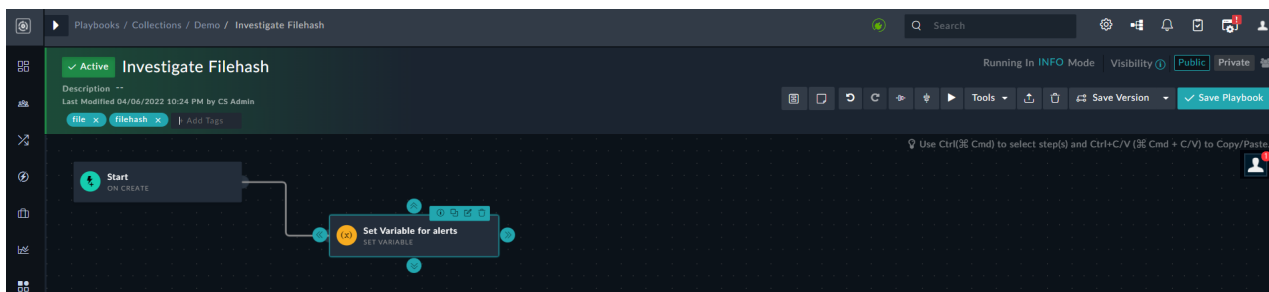 Playbooks / Collections / Demo / Investigate Filehash
Search
Active Investigate Filehash
Running In INFO Mode Visibility Public Private
Description --
Last Modified 04/06/2022 10:24 PM by CS Admin
Tools Save Version Save Playbook
file x filehash x + Add Tags
Use Ctrl(⌘ Cmd) to select step(s) and Ctrl+C/V (⌘ Cmd + C/V) to Copy/Paste.
Start
ON CREATE
Set Variable for alerts
SET VARIABLE
(x)